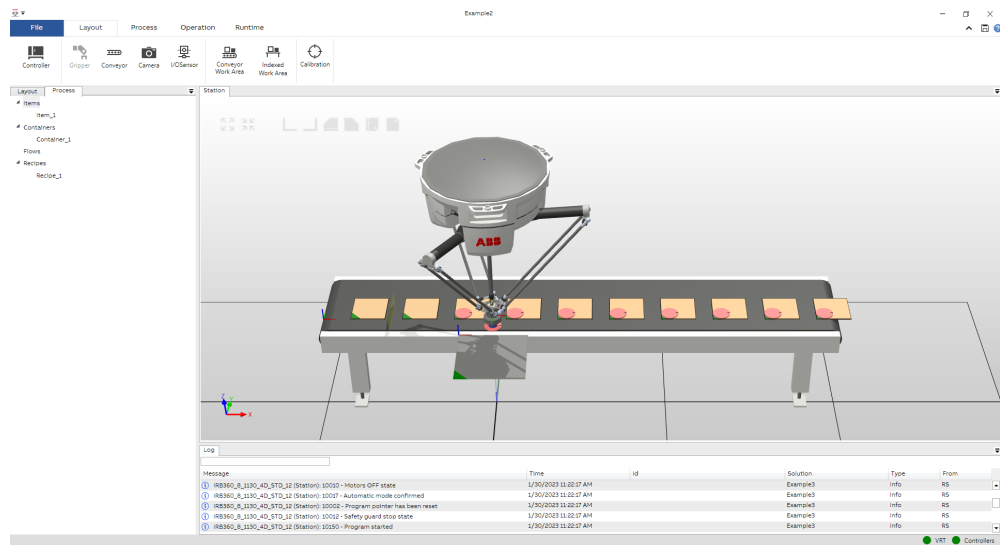 Example2
File Layout Process Operation Runtime
Controller Gripper Conveyor Camera I/OSensor Conveyor Work Area Indexed Work Area Calibration
Layout Process
Station
Items
Item_1
Containers
Container_1
Flows
Recipes
Recipe_1
ABB
Z Y
X
Log
Message Time Id Solution Type From
IRB360_8_1130_4D_STD_12 (Station): 10010 - Motors OFF state 1/30/2023 11:22:17 AM Example3 Info RS
IRB360_8_1130_4D_STD_12 (Station): 10017 - Automatic mode confirmed 1/30/2023 11:22:17 AM Example3 Info RS
IRB360_8_1130_4D_STD_12 (Station): 10002 - Program pointer has been reset 1/30/2023 11:22:17 AM Example3 Info RS
IRB360_8_1130_4D_STD_12 (Station): 10012 - Safety guard stop state 1/30/2023 11:22:17 AM Example3 Info RS
IRB360_8_1130_4D_STD_12 (Station): 10150 - Program started 1/30/2023 11:22:17 AM Example3 Info RS
VRT Controllers